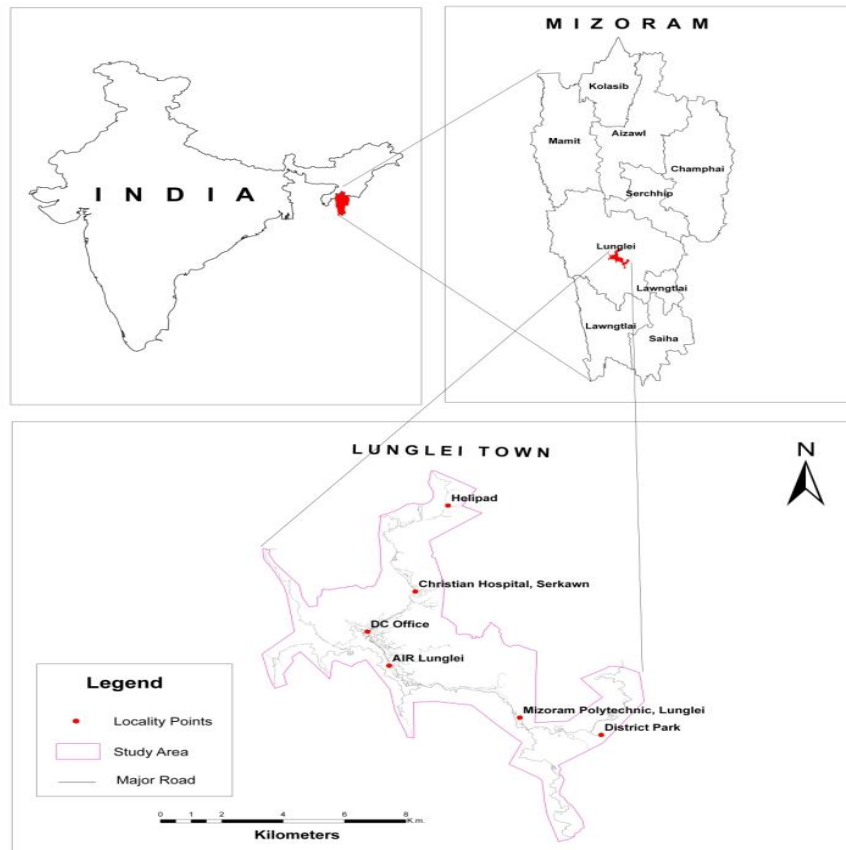 INDIA
MIZORAM
Kolasib
Mamit
Aizawl
Champhai
Serchhip
Lunglei
Lawngtlai
Lawngtlai
Saiha
LUNGLEI TOWN
N
Helipad
Christian Hospital, Serkawn
DC Office
AIR Lunglei
Mizoram Polytechnic, Lunglei
District Park
Legend
Locality Points
Study Area
Major Road
0 1 2 4 6 8
K.m.
Kilometers